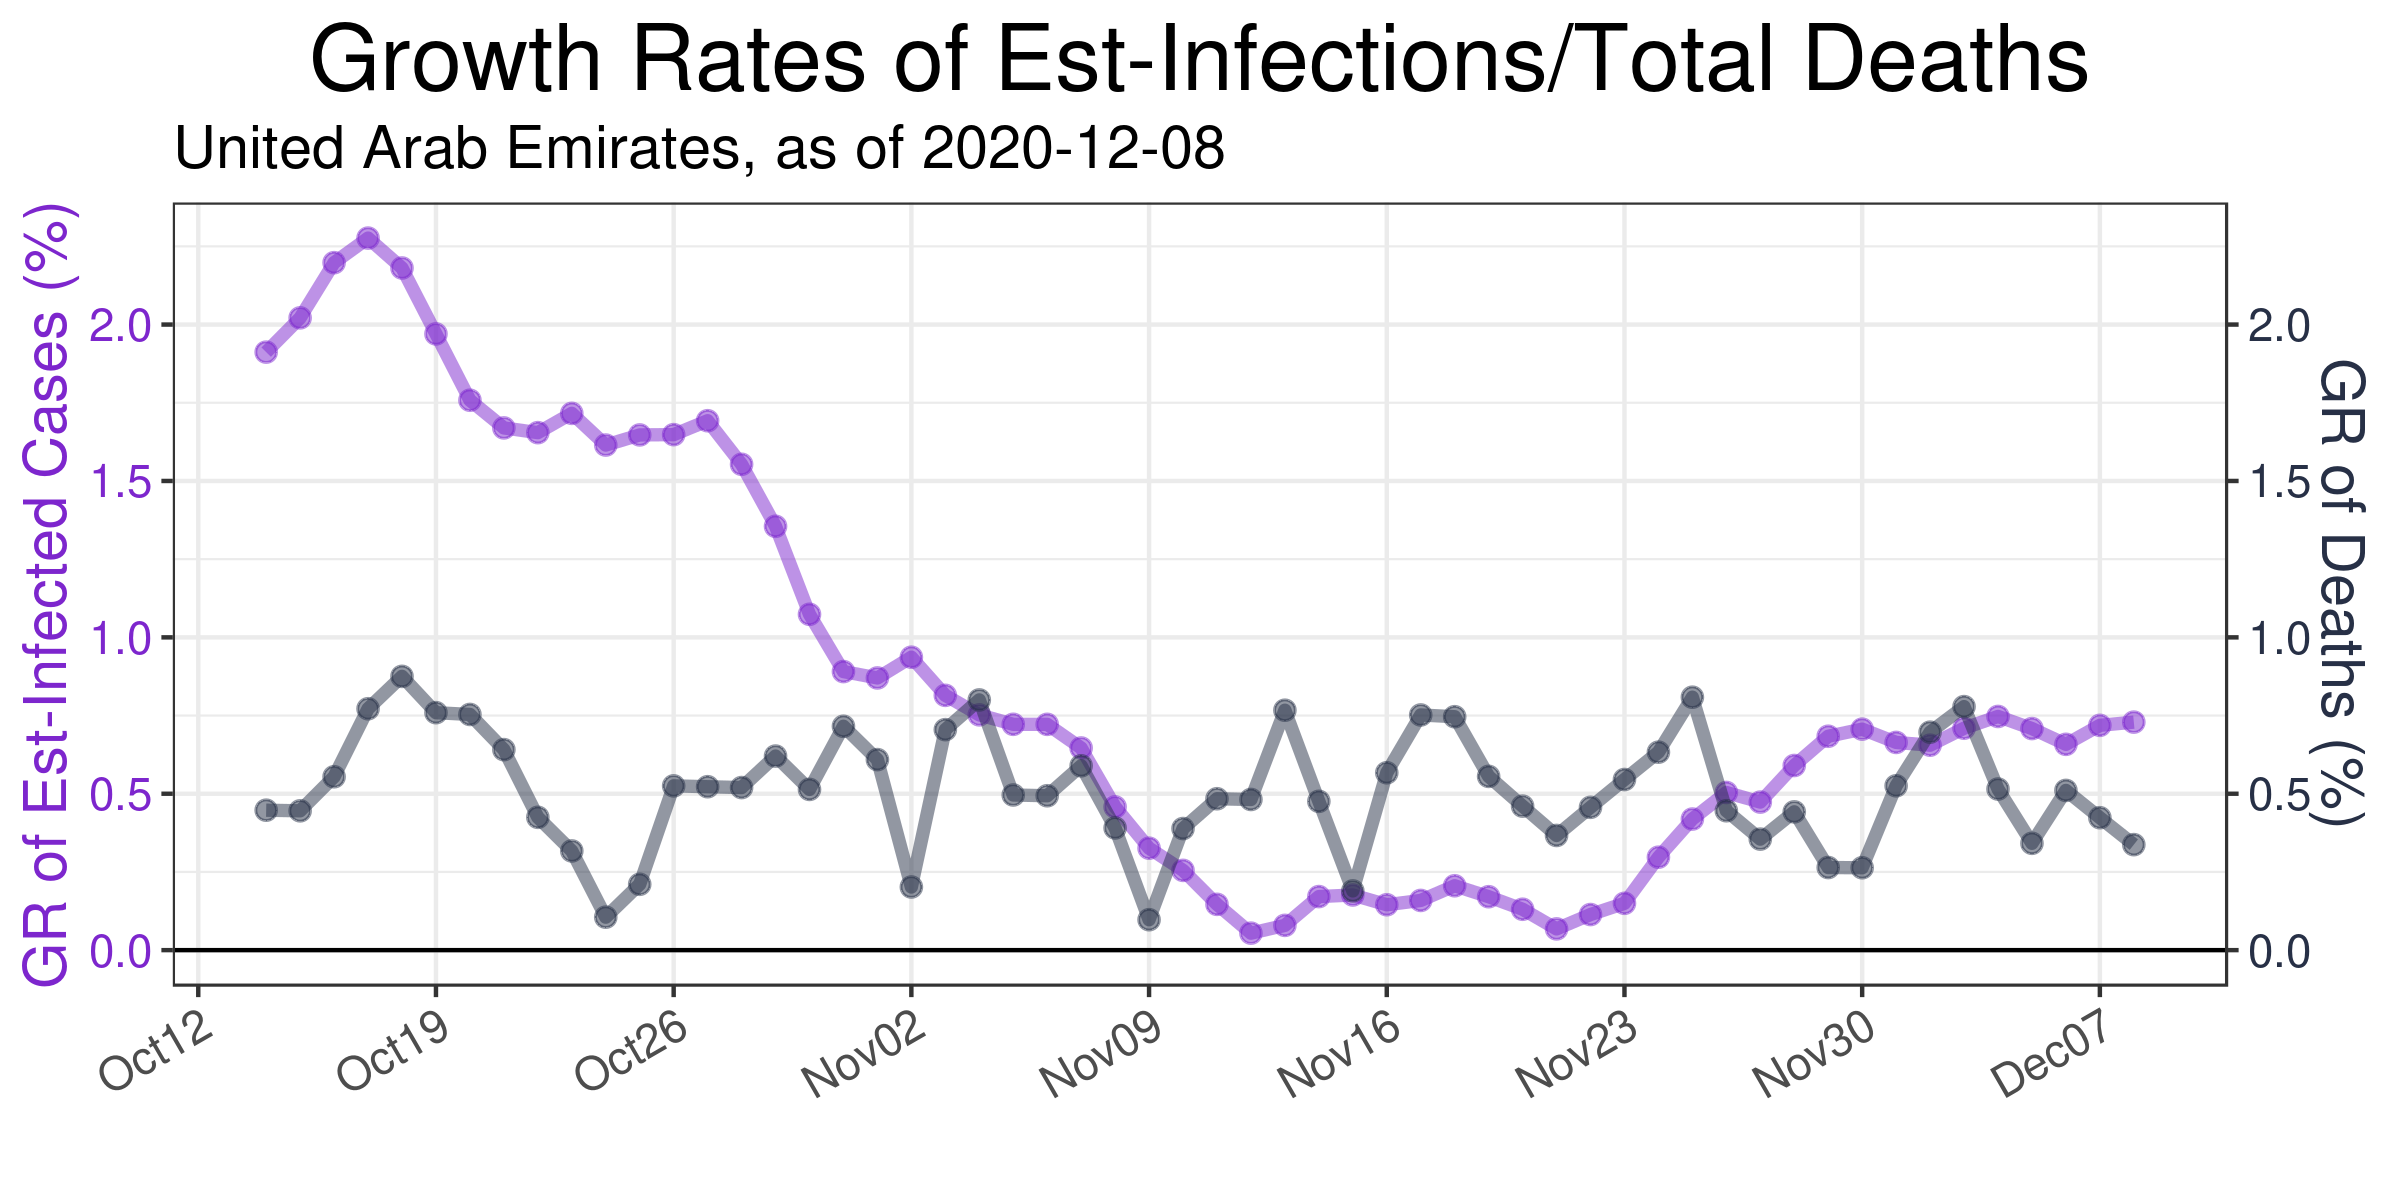 Growth Rates of Est-Infections/Total Deaths
United Arab Emirates, as of 2020-12-08
GR of Est-Infected Cases (%)
2.0
1.5
1.0
0.5
0.0
2.0
1.5
1.0
0.5
0.0
GR of Deaths (%)
Oct12 Oct19 Oct26 Nov02 Nov09 Nov16 Nov23 Nov30 Dec07